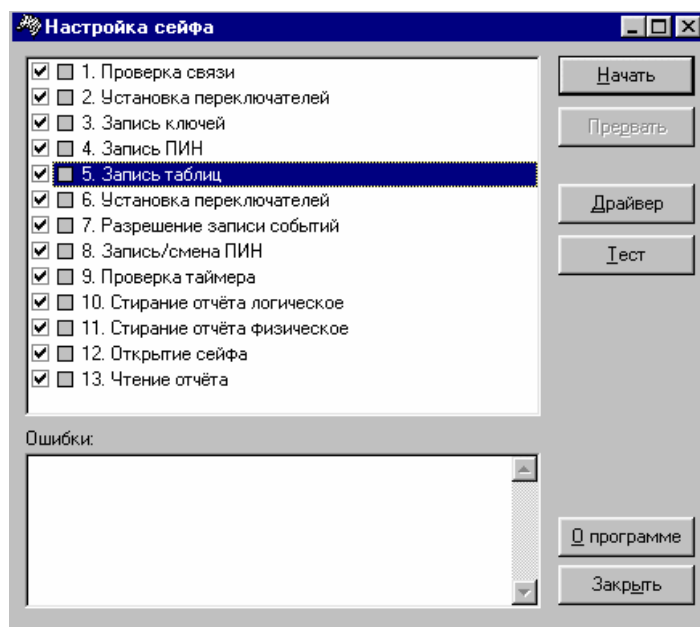 Настройка сейфа
1. Проверка связи
2. Установка переключателей
3. Запись ключей
4. Запись ПИН
5. Запись таблиц
6. Установка переключателей
7. Разрешение записи событий
8. Запись/смена ПИН
9. Проверка таймера
10. Стирание отчёта логическое
11. Стирание отчёта физическое
12. Открытие сейфа
13. Чтение отчёта
Начать
Прервать
Драйвер
Тест
Ошибки:
О программе
Закрыть